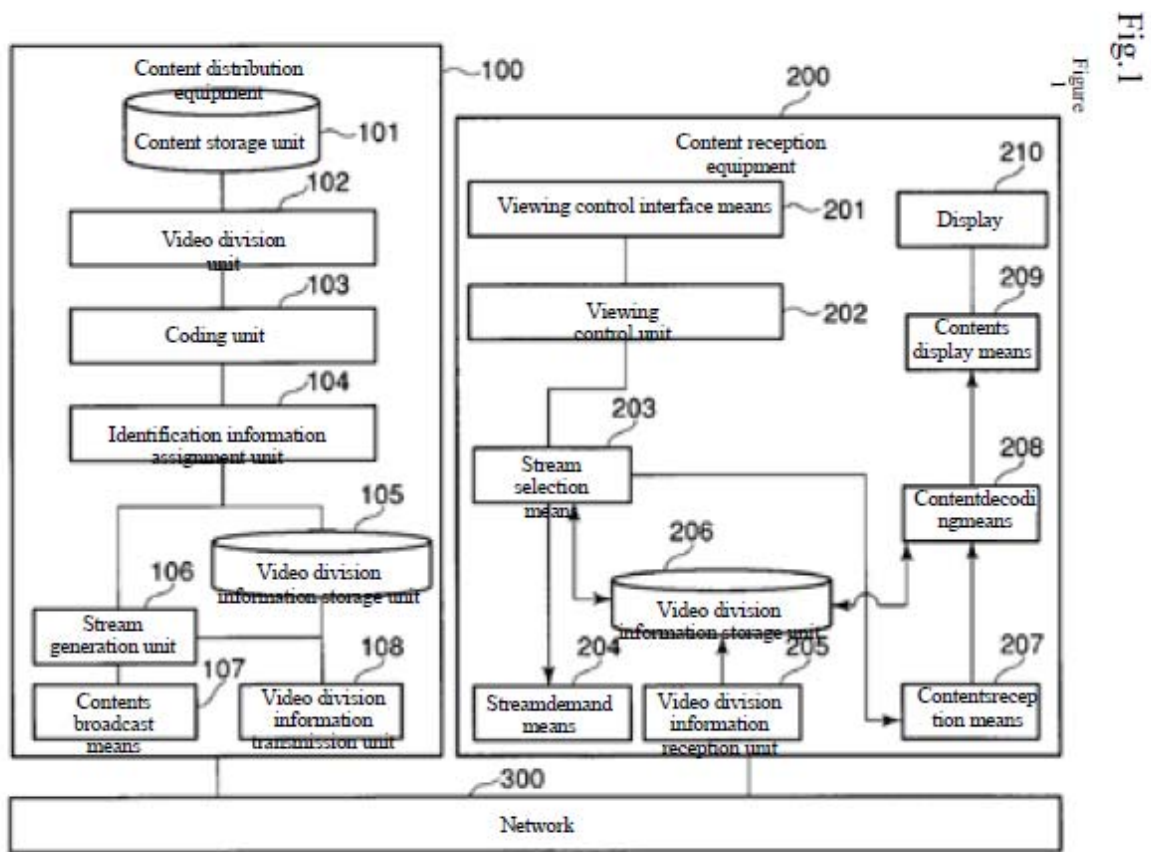 Fig.1
Figure
1
100
Content distribution
equipment
Content storage unit
101
102
Video division
unit
103
Coding unit
104
Identification information
assignment unit
105
Video division
information storage unit
106
Stream
generation unit
107
Contents
broadcast
means
108
Video division
information
transmission unit
200
Content reception
equipment
Viewing control interface means
201
Viewing
control unit
202
203
Stream
selection
means
206
Video division
information storage unit
204
Streamdemand
means
205
Video division
information
reception unit
210
Display
209
Contents
display means
208
Contentdecodi
ngmeans
207
Contentsrecep
tion means
300
Network